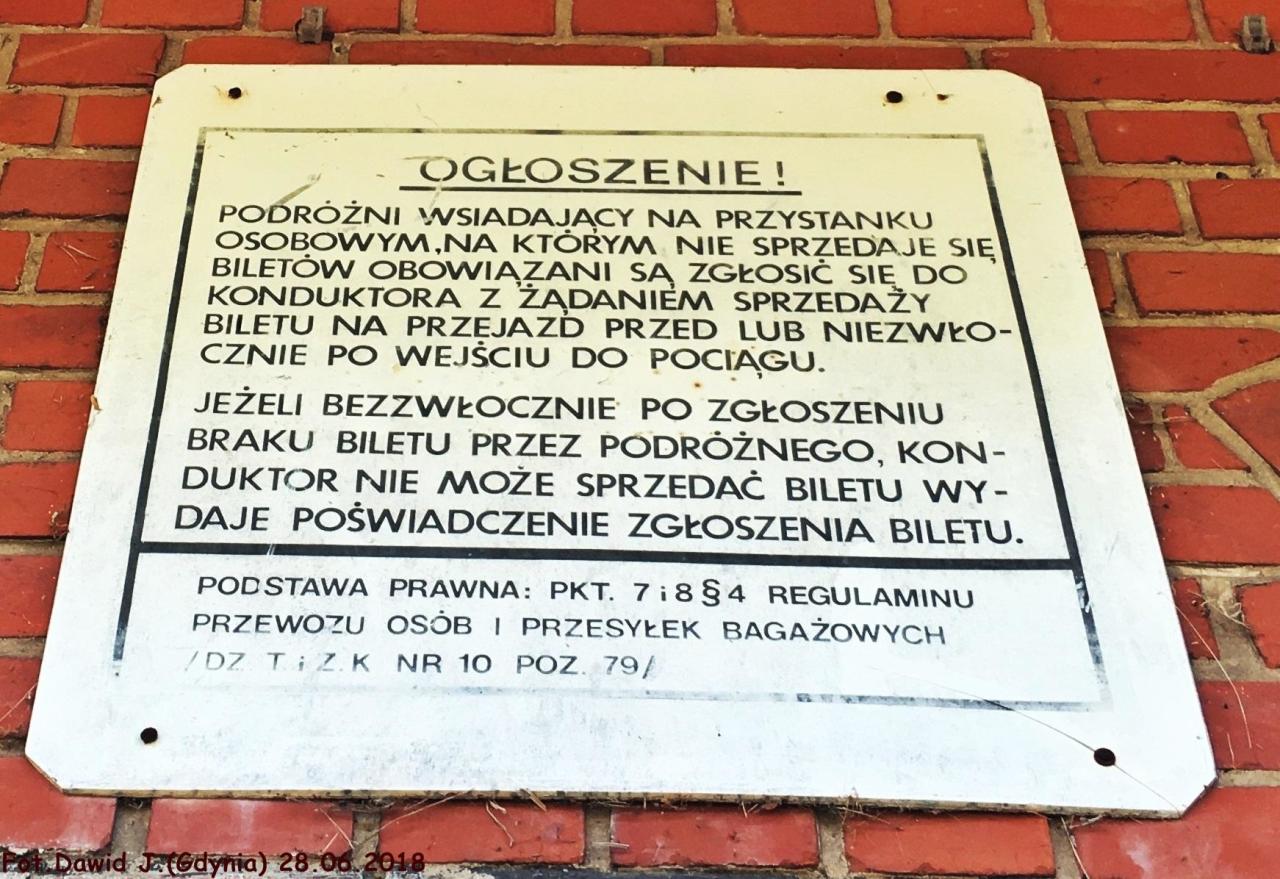 OGŁOSZENIE!
PODRÓŻNI WSIADAJĄCY NA PRZYSTANKU
OSOBOWYM, NA KTÓRYM NIE SPRZEDAJE SIĘ
BILETÓW OBOWIĄZANI SĄ ZGŁOSIĆ SIĘ DO
KONDUKTORA Z ŻĄDANIEM SPRZEDAŻY
BILETU NA PRZEJAZD PRZED LUB NIEZWŁO-
CZNIE PO WEJŚCIU DO POCIĄGU.
JEŻELI BEZZWŁOCZNIE PO ZGŁOSZENIU
BRAKU BILETU PRZEZ PODRÓŻNEGO, KON-
DUKTOR NIE MOŻE SPRZEDAĆ BILETU WY-
DAJE POŚWIADCZENIE ZGŁOSZENIA BILETU.
PODSTAWA PRAWNA: PKT. 7 i 8 § 4 REGULAMINU
PRZEWOZU OSÓB I PRZESYŁEK BAGAŻOWYCH
/DZ. T. i Z. K NR 10 POZ. 79/
Fot. Dawid J. (Gdynia) 28.06.2018